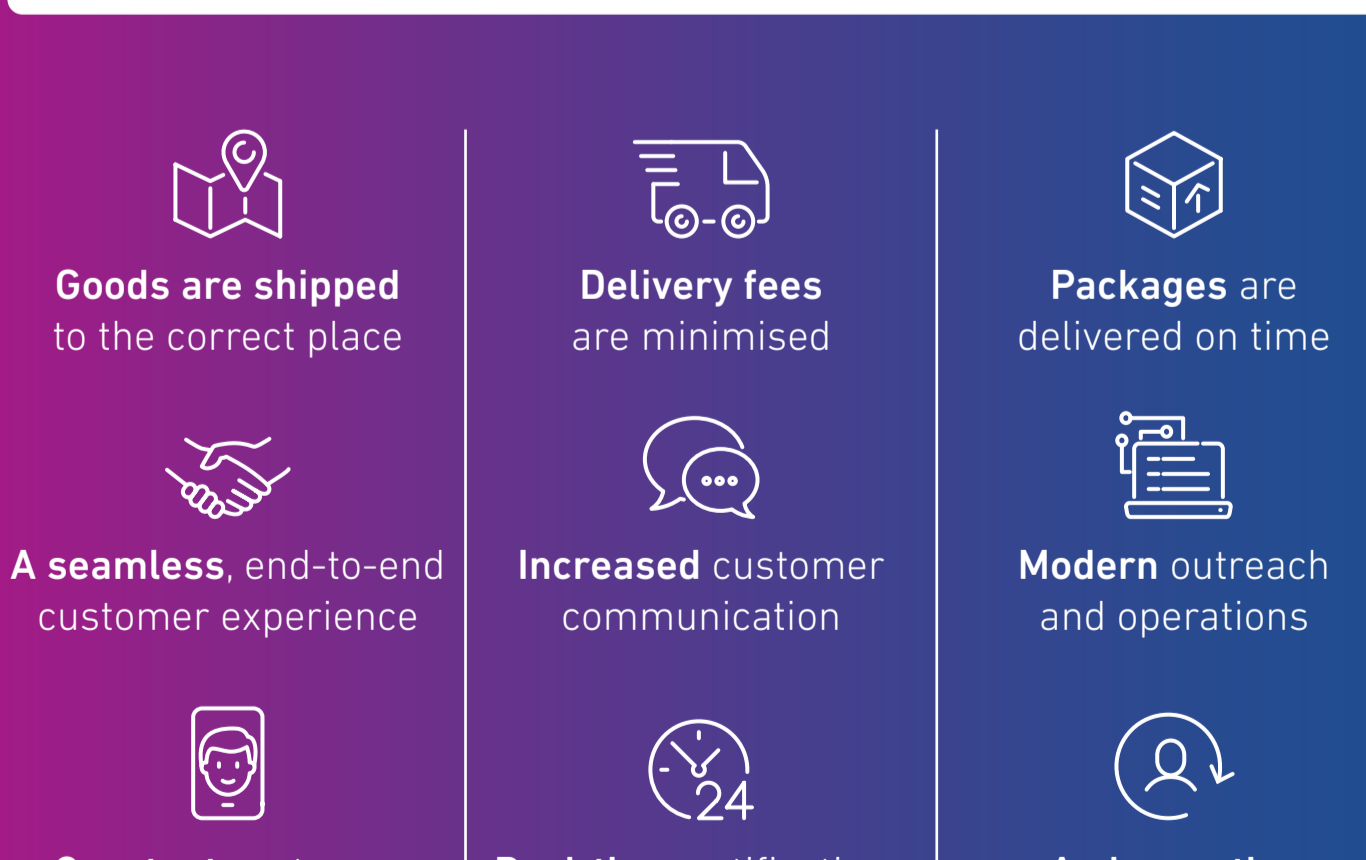 Goods are shipped
to the correct place
Delivery fees
are minimised
Packages are
delivered on time
A seamless, end-to-end
customer experience
Increased customer
communication
Modern outreach
and operations
24